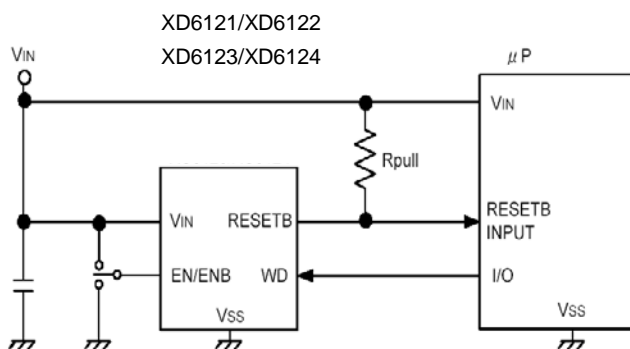 XD6121/XD6122
XD6123/XD6124
VIN
μP
VIN
Rpull
VIN
RESETB
RESETB
INPUT
EN/ENB
WD
I/O
VSS
VSS